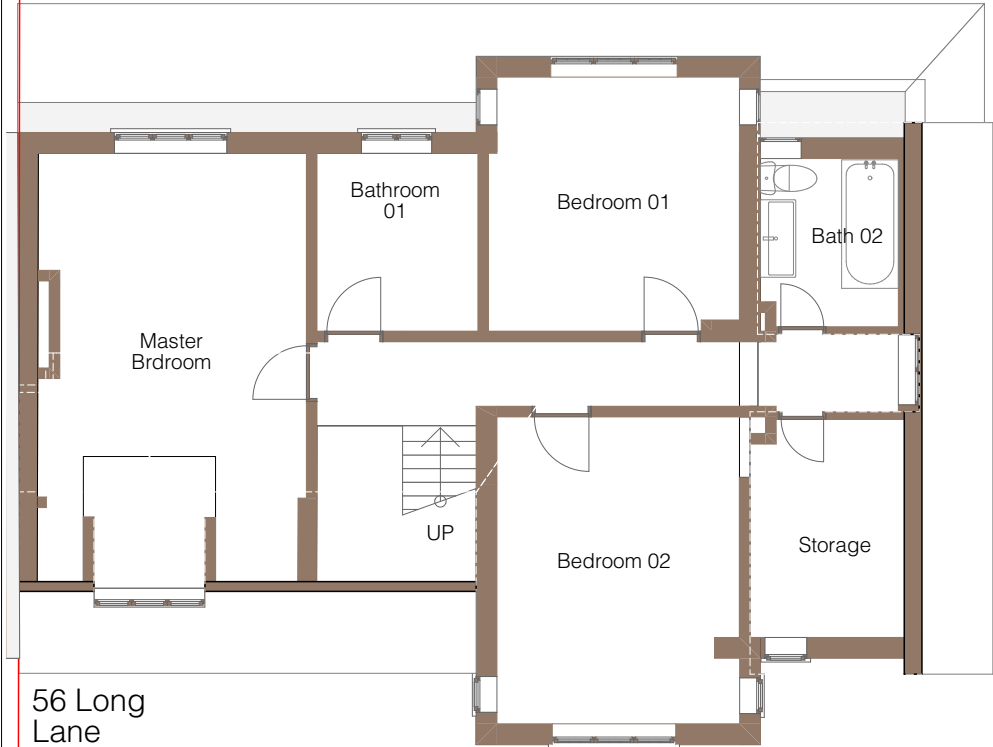 Bathroom
01
Bedroom 01
Bath 02
Master
Brdroom
UP
Bedroom 02
Storage
56 Long
Lane